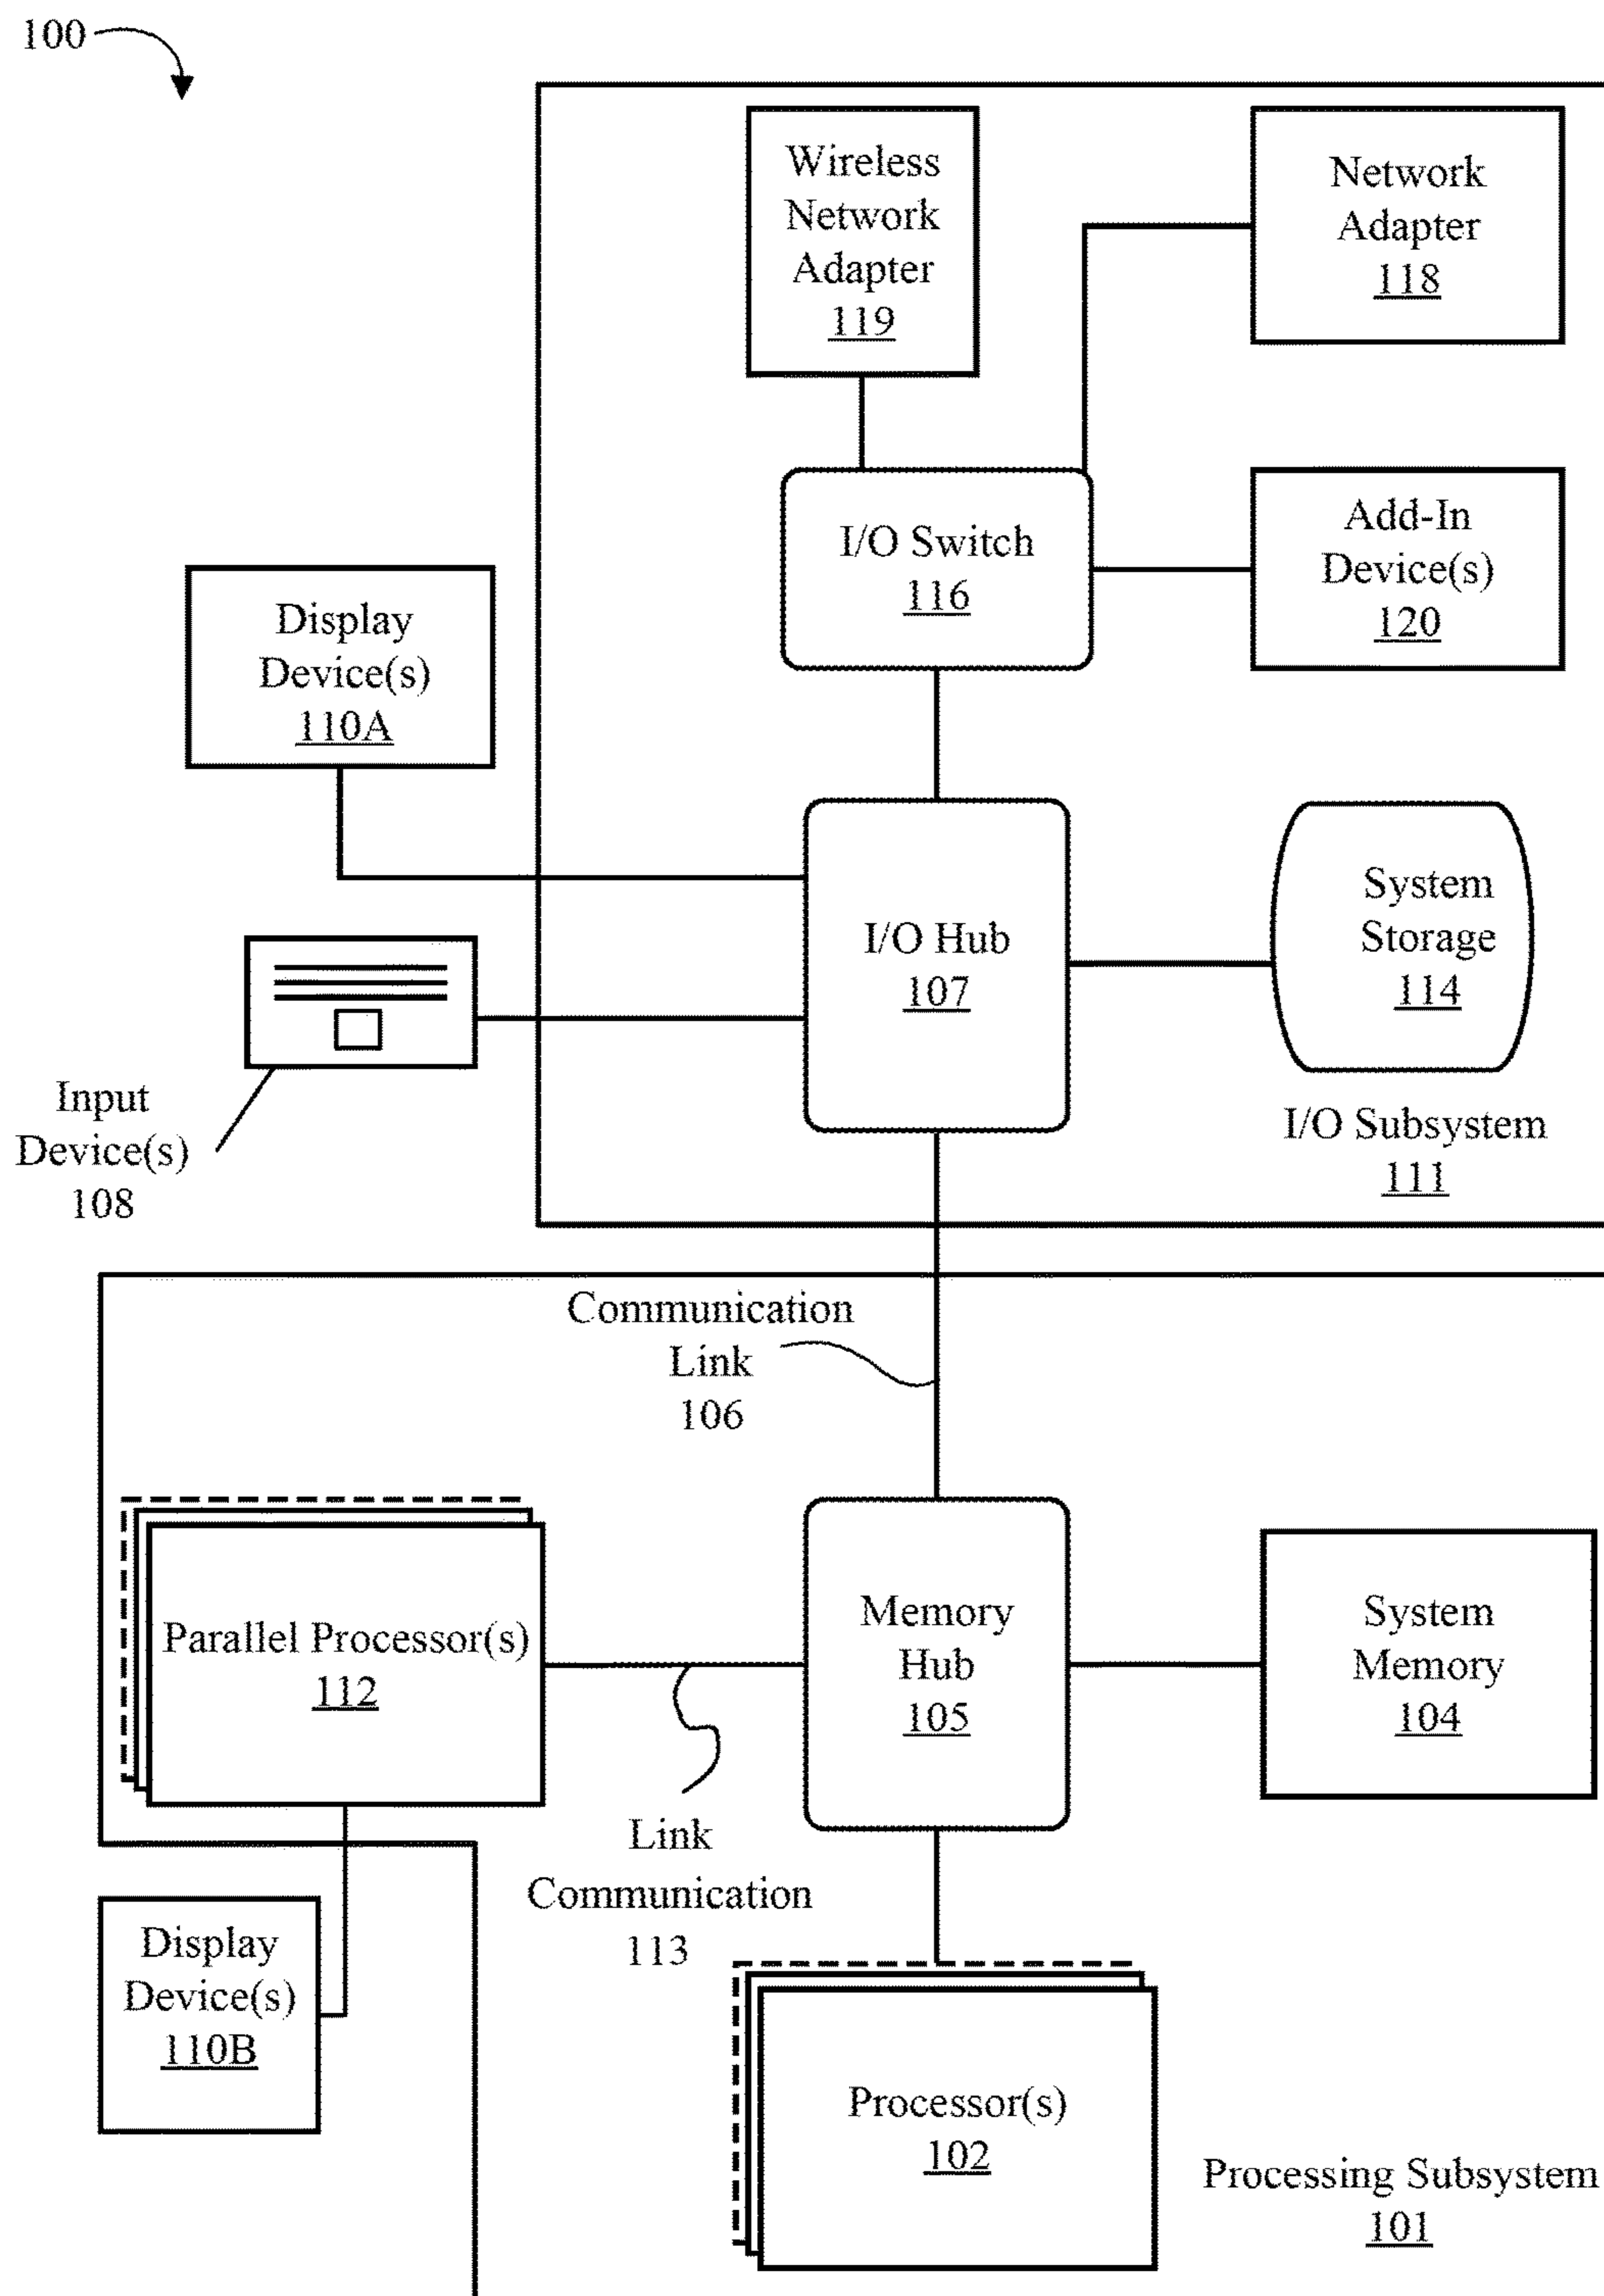 100
Wireless
Network
Adapter
119
Network
Adapter
118
I/O Switch
116
Add-In
Device(s)
120
Display
Device(s)
110A
I/O Hub
107
System
Storage
114
Input
Device(s)
108
I/O Subsystem
111
Communication
Link
106
Parallel Processor(s)
112
Memory
Hub
105
System
Memory
104
Link
Communication
113
Display
Device(s)
110B
Processor(s)
102
Processing Subsystem
101